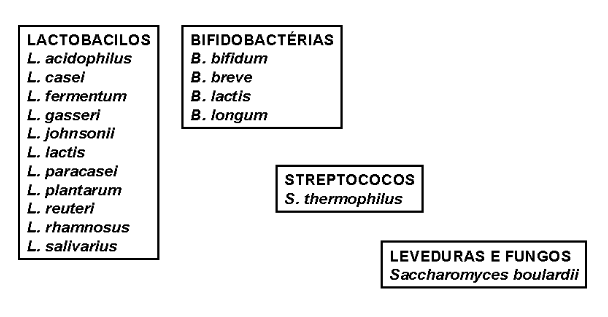 LACTOBACILOS
L. acidophilus
L. casei
L. fermentum
L. gasseri
L. johnsonii
L. lactis
L. paracasei
L. plantarum
L. reuteri
L. rhamnosus
L. salivarius
BIFIDOBACTÉRIAS
B. bifidum
B. breve
B. lactis
B. longum
STREPTOCOCOS
S. thermophilus
LEVEDURAS E FUNGOS
Saccharomyces boulardii